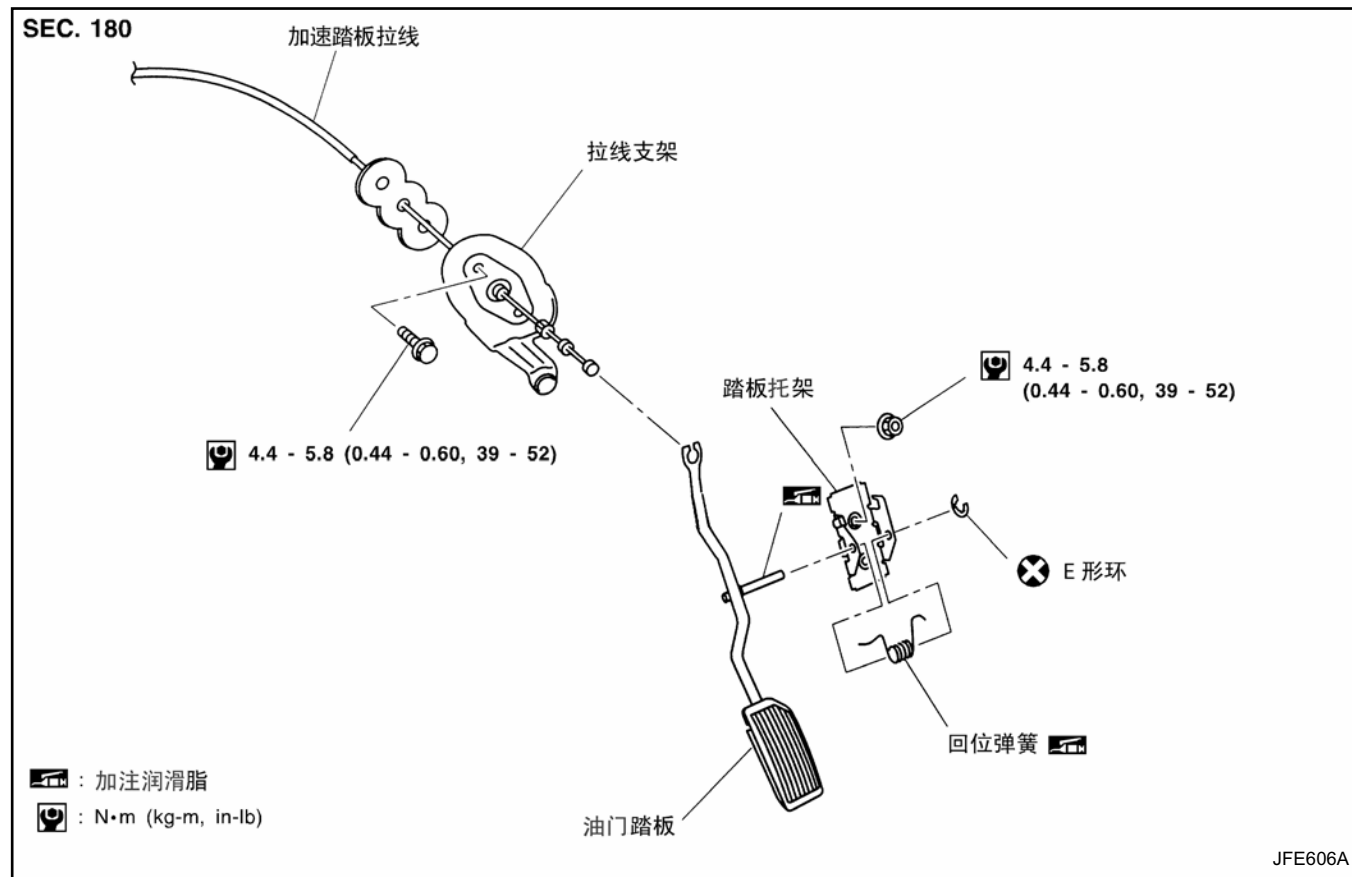 SEC. 180
加速踏板拉线
拉线支架
4.4 - 5.8 (0.44 - 0.60, 39 - 52)
踏板托架
4.4 - 5.8
(0.44 - 0.60, 39 - 52)
E 形环
回位弹簧
油门踏板
: 加注润滑脂
: N•m (kg-m, in-lb)
JFE606A